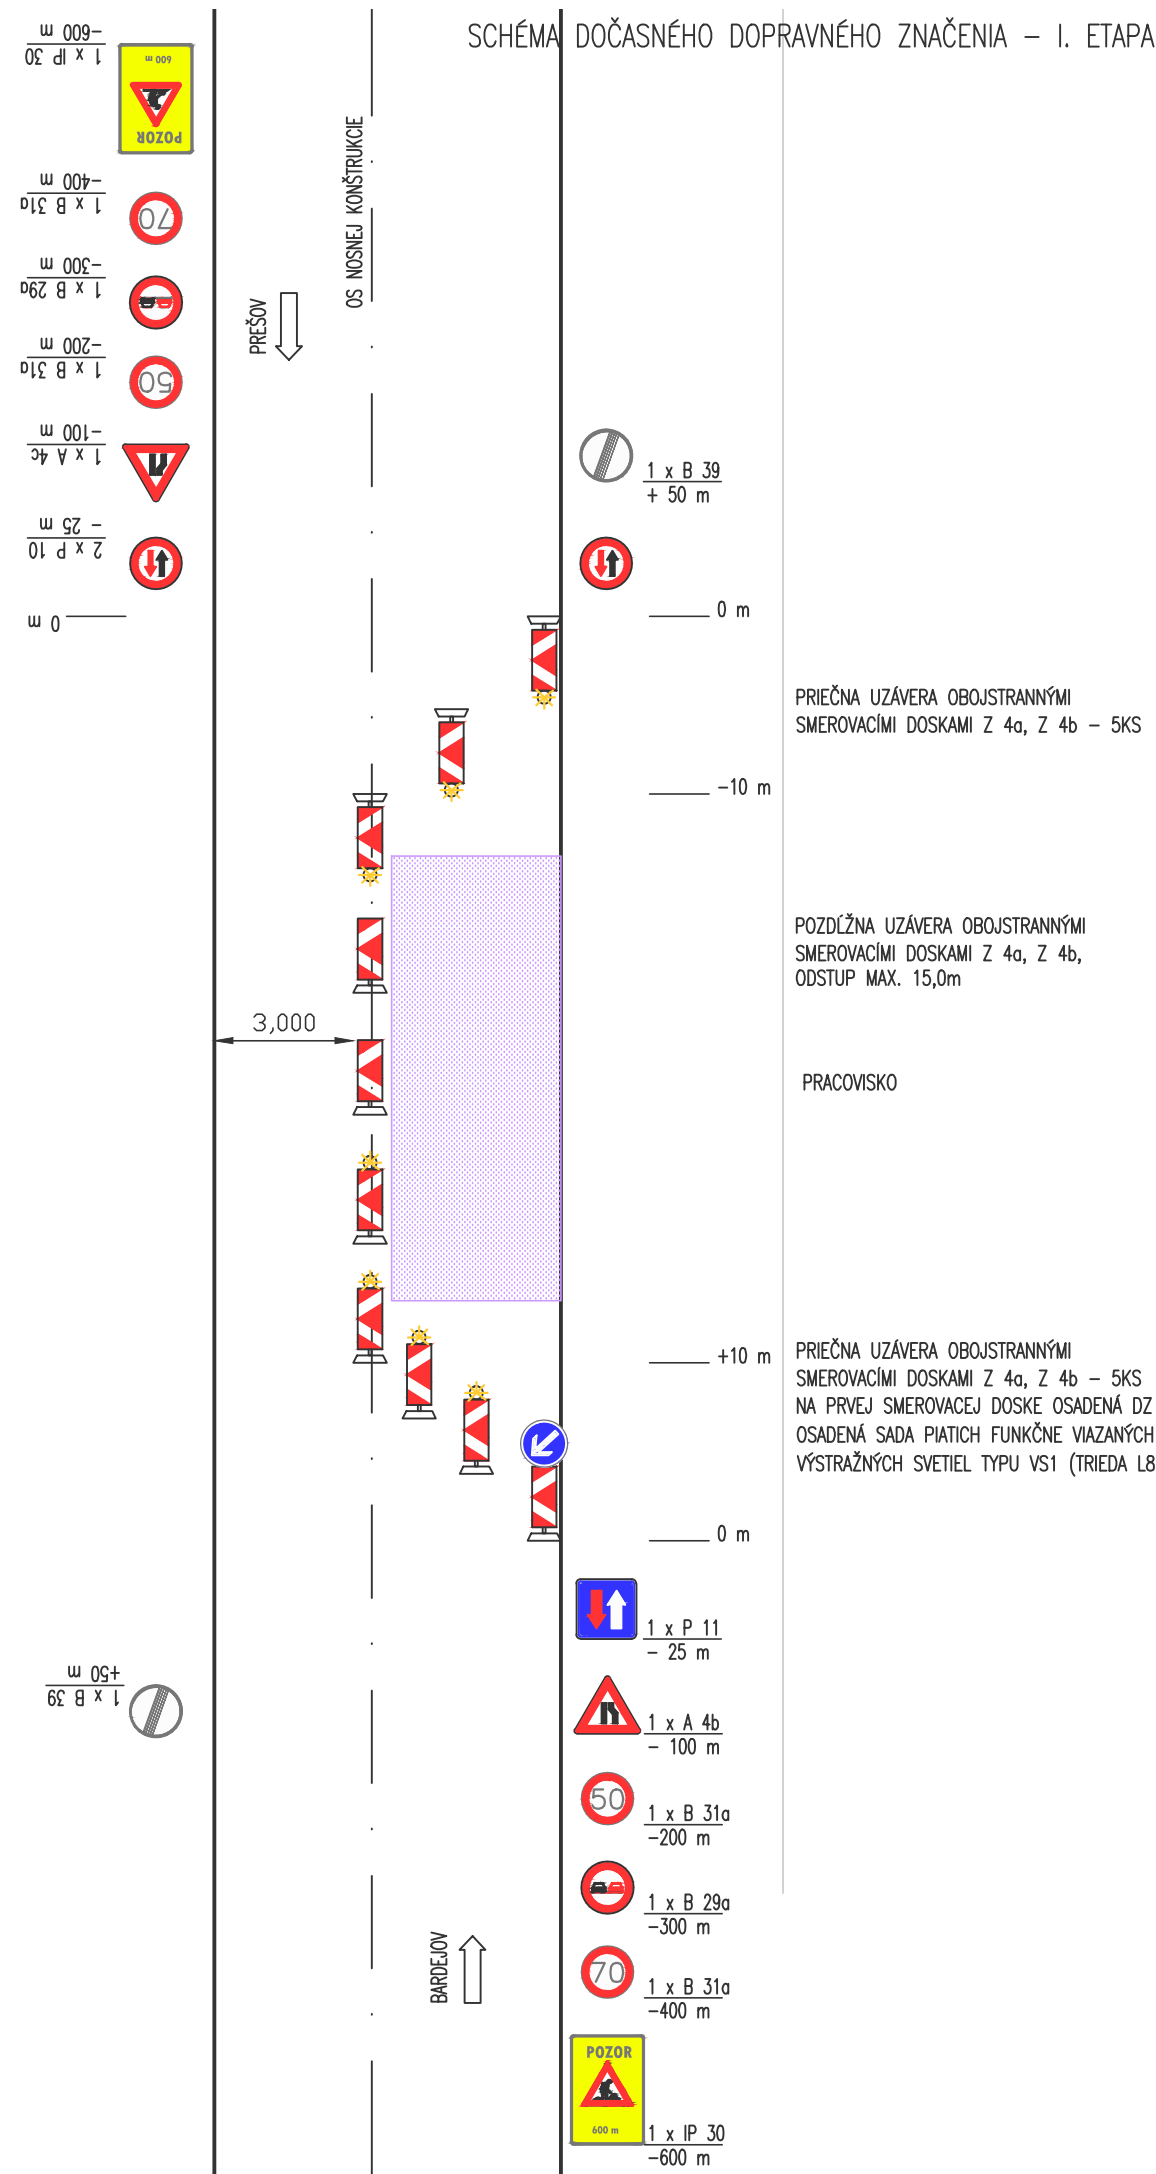 SCHÉMA DOČASNÉHO DOPRAVNÉHO ZNAČENIA – I. ETAPA
1 x IP 30
-600 m
POZOR
600 m
1 x B 31a
-400 m
70
1 x B 29a
-300 m
1 x B 31a
-200 m
50
1 x A 4c
-100 m
2 x P 10
- 25 m
0 m
OS NOSNEJ KONŠTRUKCIE
PREŠOV
1 x B 39
+ 50 m
0 m
PRIEČNA UZÁVERA OBOJSTRANNÝMI
SMEROVACÍMI DOSKAMI Z 4a, Z 4b – 5KS
-10 m
POZDĹŽNA UZÁVERA OBOJSTRANNÝMI
SMEROVACÍMI DOSKAMI Z 4a, Z 4b,
ODSTUP MAX. 15,0m
3,000
PRACOVISKO
+10 m
PRIEČNA UZÁVERA OBOJSTRANNÝMI
SMEROVACÍMI DOSKAMI Z 4a, Z 4b – 5KS
NA PRVEJ SMEROVACEJ DOSKE OSADENÁ DZ
OSADENÁ SADA PIATICH FUNKČNE VIAZANÝCH
VÝSTRAŽNÝCH SVETIEL TYPU VS1 (TRIEDA L8
0 m
1 x P 11
- 25 m
1 x B 39
+50 m
1 x A 4b
- 100 m
50
1 x B 31a
-200 m
1 x B 29a
-300 m
BARDEJOV
70
1 x B 31a
-400 m
POZOR
600 m
1 x IP 30
-600 m